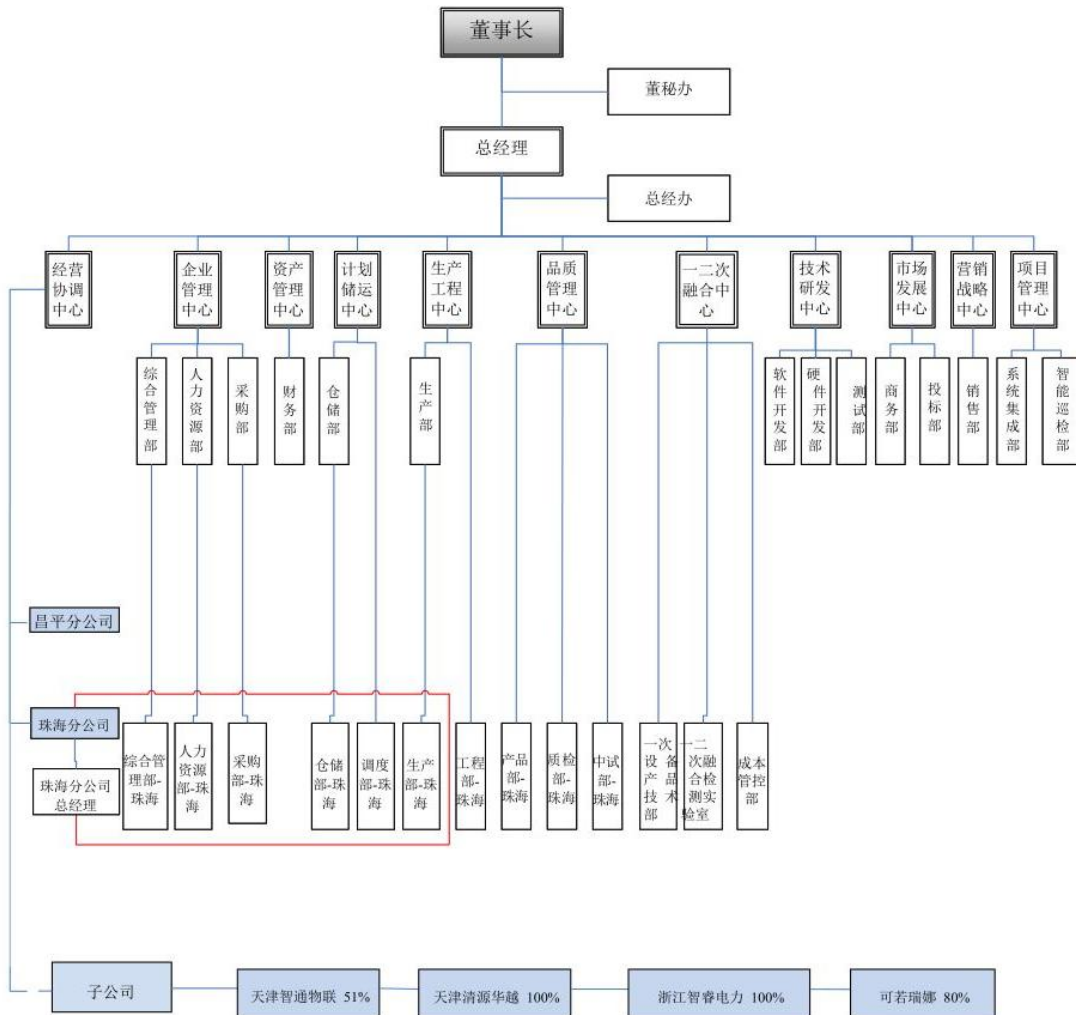 董事长
董秘办
总经理
总经办
经营
协调
中心
企业
管理
中心
资产
管理
中心
计划
储运
中心
生产
工程
中心
品质
管理
中心
一二次
融合中
心
技术
研发
中心
市场
发展
中心
营销
战略
中心
项目
管理
中心
综合管理部
人力资源部
采购部
财务部
仓储部
生产部
软件开发部
硬件开发部
测试部
商务部
投标部
销售部
系统集成部
智能巡检部
昌平分公司
珠海分公司
珠海分公司
总经理
综合管
理部-
珠海
人力
资源
部-珠
海
采购
部-珠
海
仓储
部-珠
海
调度
部-珠
海
生产
部-珠
海
工程
部-珠
海
产品
部-珠
海
质检
部-珠
海
中试
部-珠
海
一次
设备
产品
技术
部
一二
次融
合检
测实
验室
成本
管控
部
子公司
天津智通物联 51%
天津清源华越 100%
浙江智睿电力 100%
可若瑞娜 80%